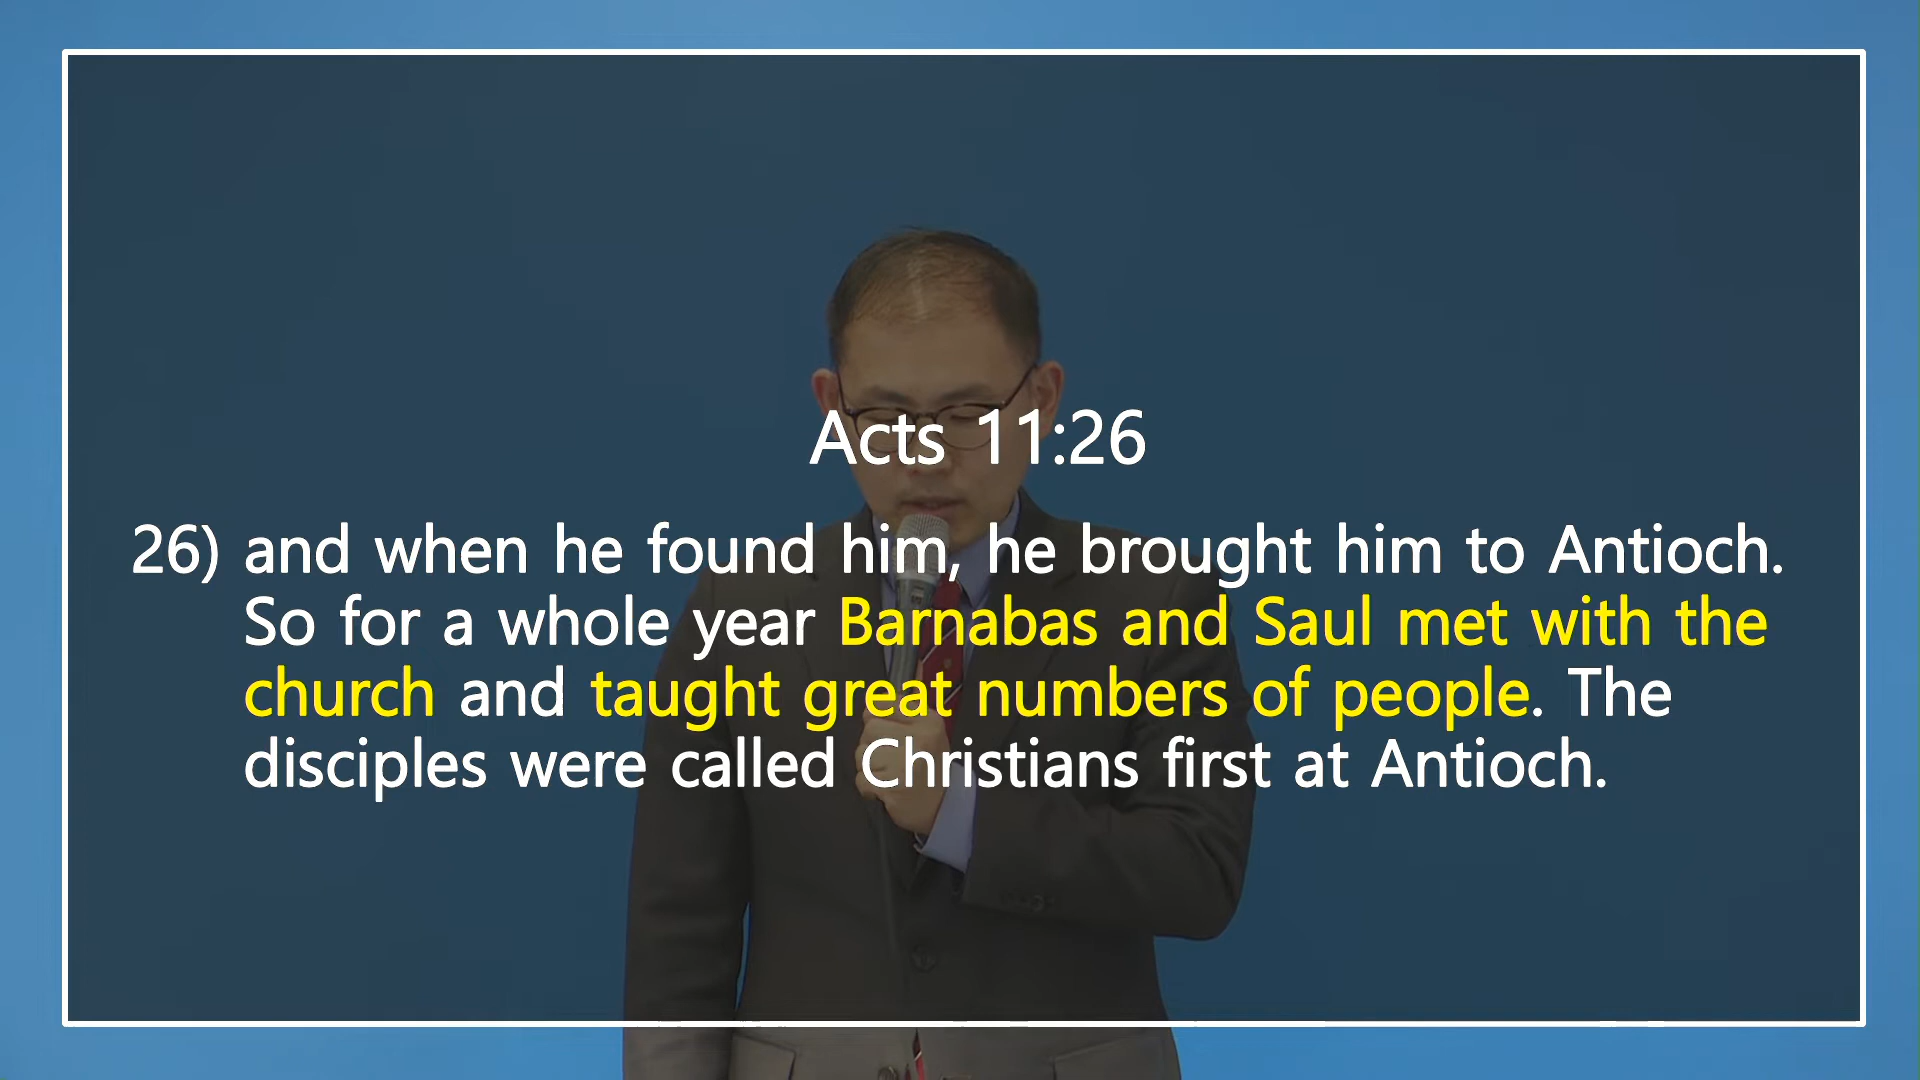 Acts 11:26
26) and when he found him, he brought him to Antioch.
So for a whole year Barnabas and Saul met with the
church and taught great numbers of people. The
disciples were called Christians first at Antioch.